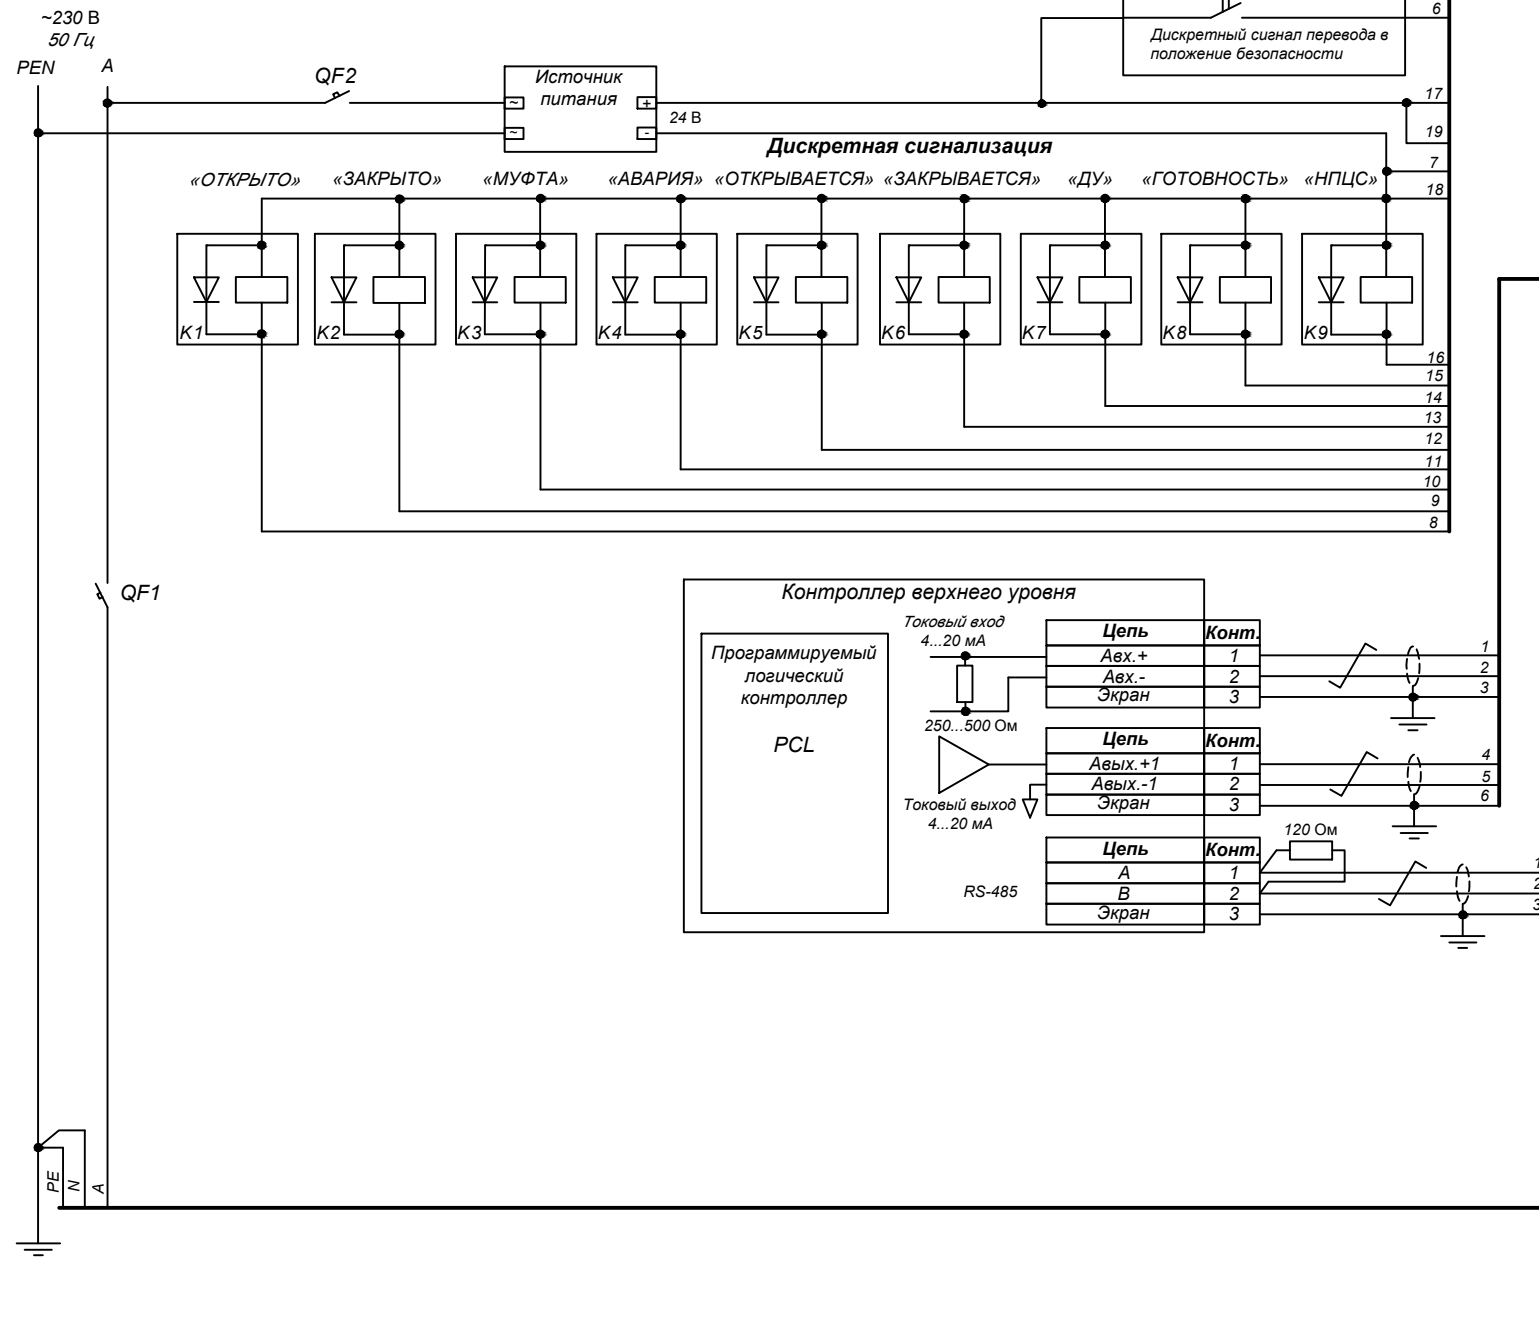 ~230 В
50 Гц
PEN
A
QF2
Источник
питания
~
~
+
-
24 В
6
Дискретный сигнал перевода в
положение безопасности
17
19
7
18
Дискретная сигнализация
«ОТКРЫТО» «ЗАКРЫТО» «МУФТА» «АВАРИЯ» «ОТКРЫВАЕТСЯ» «ЗАКРЫВАЕТСЯ» «ДУ» «ГОТОВНОСТЬ» «НПЦС»
K1 K2 K3 K4 K5 K6 K7 K8 K9
16
15
14
13
12
11
10
9
8
QF1
Контроллер верхнего уровня
Программируемый
логический
контроллер
PCL
Токовый вход
4...20 мА
250...500 Ом
Цепь Конт.
Авх.+ 1
Авх.- 2
Экран 3
1
2
3
Токовый выход
4...20 мА
Цепь Конт.
Авых.+1 1
Авых.-1 2
Экран 3
4
5
6
120 Ом
RS-485
Цепь Конт.
A 1
B 2
Экран 3
1
2
3
PE
N
A